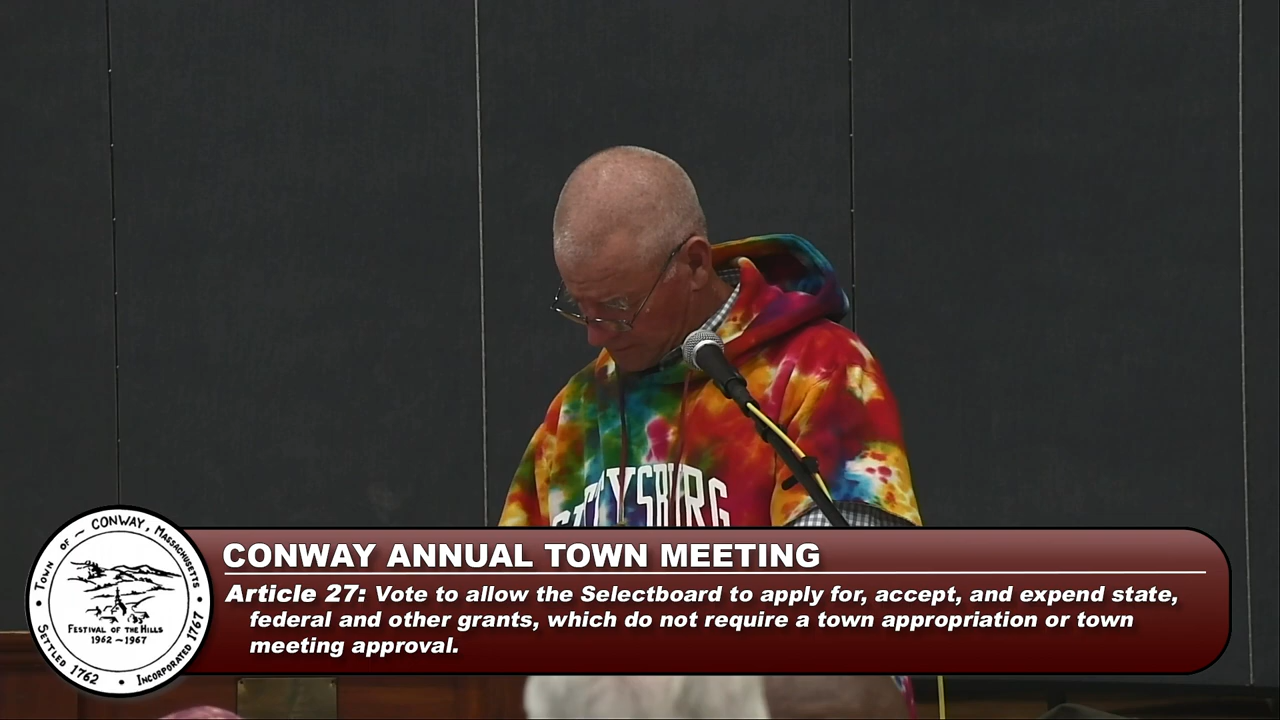 CONWAY ANNUAL TOWN MEETING
Article 27: Vote to allow the Selectboard to apply for, accept, and expend state,
federal and other grants, which do not require a town appropriation or town
meeting approval.
TOWN OF ~ CONWAY, MASSACHUSETTS
FESTIVAL OF THE HILLS
1962 ~ 1967
SETTLED 1762 • INCORPORATED 1767